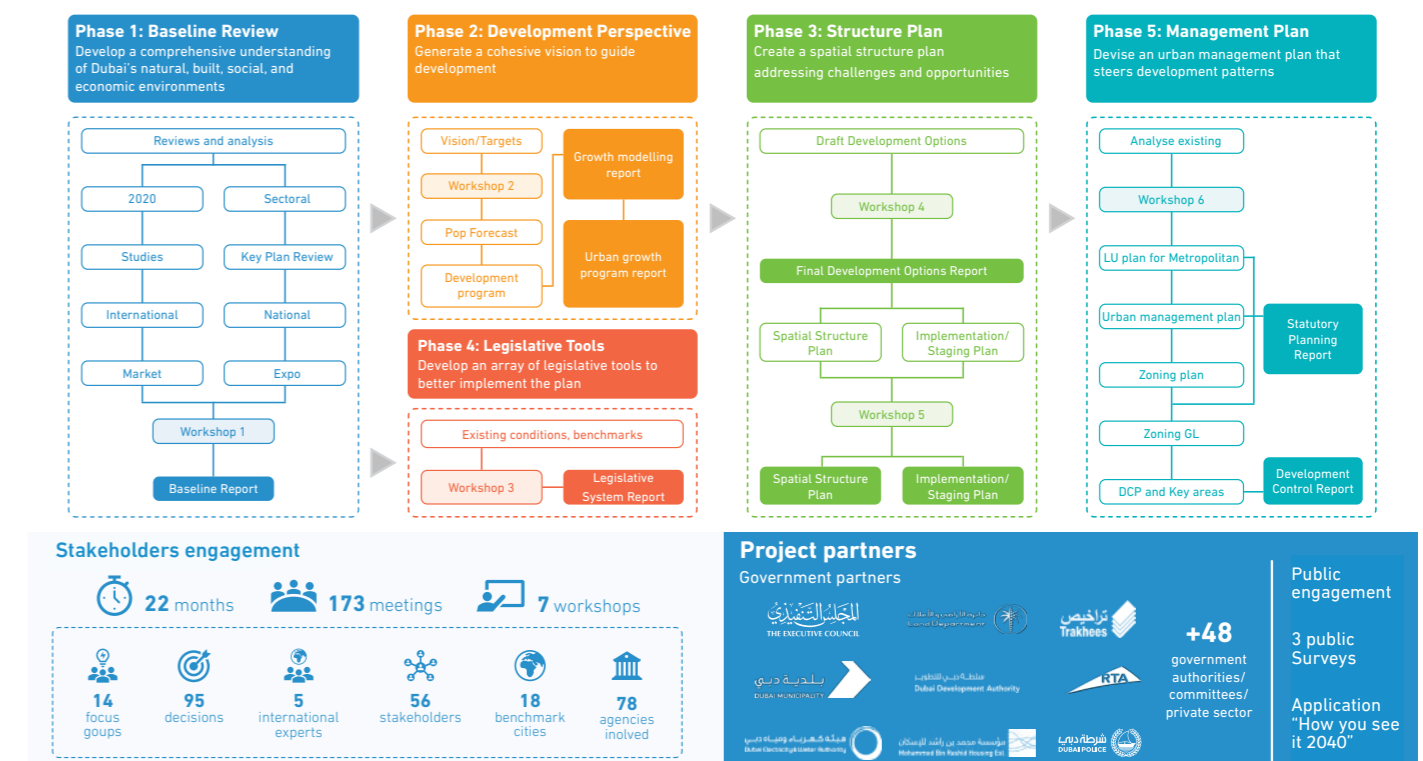 Phase 1: Baseline Review
Develop a comprehensive understanding
of Dubai's natural, built, social, and
economic environments
Reviews and analysis
2020
Sectoral
Studies
Key Plan Review
International
National
Market
Expo
Workshop 1
Baseline Report
Phase 2: Development Perspective
Generate a cohesive vision to guide
development
Vision/Targets
Workshop 2
Pop Forecast
Development
program
Growth modelling
report
Urban growth
program report
Phase 4: Legislative Tools
Develop an array of legislative tools to
better implement the plan
Existing conditions, benchmarks
Workshop 3
Legislative
System Report
Phase 3: Structure Plan
Create a spatial structure plan
addressing challenges and opportunities
Draft Development Options
Workshop 4
Final Development Options Report
Spatial Structure
Plan
Implementation/
Staging Plan
Workshop 5
Spatial Structure
Plan
Implementation/
Staging Plan
Phase 5: Management Plan
Devise an urban management plan that
steers development patterns
Analyse existing
Workshop 6
LU plan for Metropolitan
Urban management plan
Zoning plan
Zoning GL
DCP and Key areas
Statutory
Planning
Report
Development
Control Report
Stakeholders engagement
22 months
173 meetings
7 workshops
14
focus
goups
95
decisions
5
international
experts
56
stakeholders
18
benchmark
cities
78
agencies
inolved
Project partners
Government partners
المجلس التنفيذي
THE EXECUTIVE COUNCIL
Land Department
تراخيص
Trakhees
بلدية دبي
DUBAI MUNICIPALITY
سلطة دبي للتطوير
Dubai Development Authority
RTA
هيئة كهرباء ومياه دبي
Dubai Electricity & Water Authority
مؤسسة محمد بن راشد للإسكان
Mohammed Bin Rashid Housing Est.
شرطة دبي
DUBAI POLICE
+48
government
authorities/
committees/
private sector
Public
engagement
3 public
Surveys
Application
“How you see
it 2040”